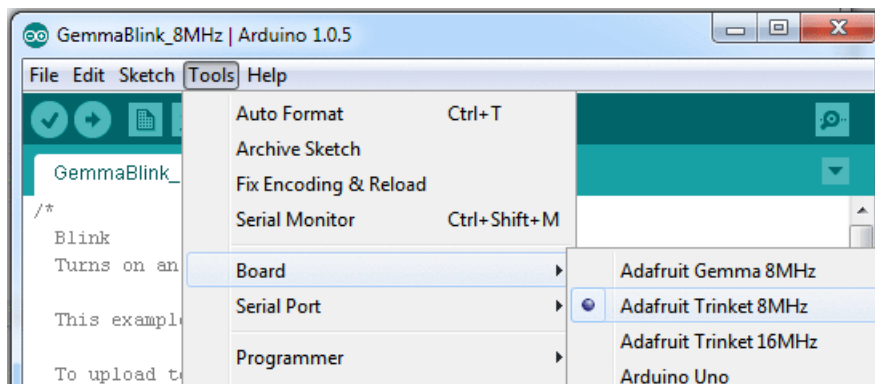 GemmaBlink_8MHz | Arduino 1.0.5
File Edit Sketch Tools Help
Auto Format Ctrl+T
Archive Sketch
GemmaBlink_
Fix Encoding & Reload
/*
Serial Monitor Ctrl+Shift+M
Blink
Turns on an
Board
Adafruit Gemma 8MHz
Serial Port
Adafruit Trinket 8MHz
This example
Adafruit Trinket 16MHz
Programmer
To upload t
Arduino Uno